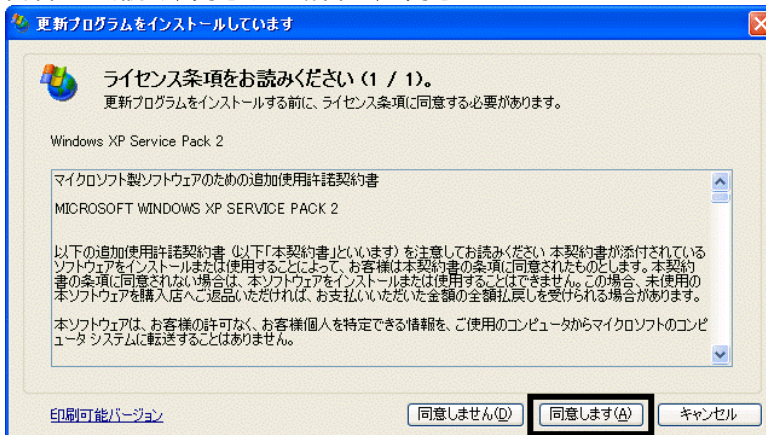 更新プログラムをインストールしています
ライセンス条項をお読みください (1 / 1)。
更新プログラムをインストールする前に、ライセンス条項に同意する必要があります。
Windows XP Service Pack 2
マイクロソフト製ソフトウェアのための追加使用許諾契約書
MICROSOFT WINDOWS XP SERVICE PACK 2
以下の追加使用許諾契約書 (以下「本契約書」といいます) を注意してお読みください 本契約書が添付されている
ソフトウェアをインストールまたは使用することによって、お客様は本契約書の条項に同意されたものとします。本契約
書の条項に同意されない場合は、本ソフトウェアをインストールまたは使用することはできません。この場合、未使用の
本ソフトウェアを購入店へご返品いただければ、お支払いいただいた金額の全額払戻しを受けられる場合があります。
本ソフトウェアは、お客様の許可なく、お客様個人を特定できる情報を、ご使用のコンピュータからマイクロソフトのコンピ
ュータ システムに転送することはありません。
印刷可能バージョン 同意しません(D) 同意します(A) キャンセル